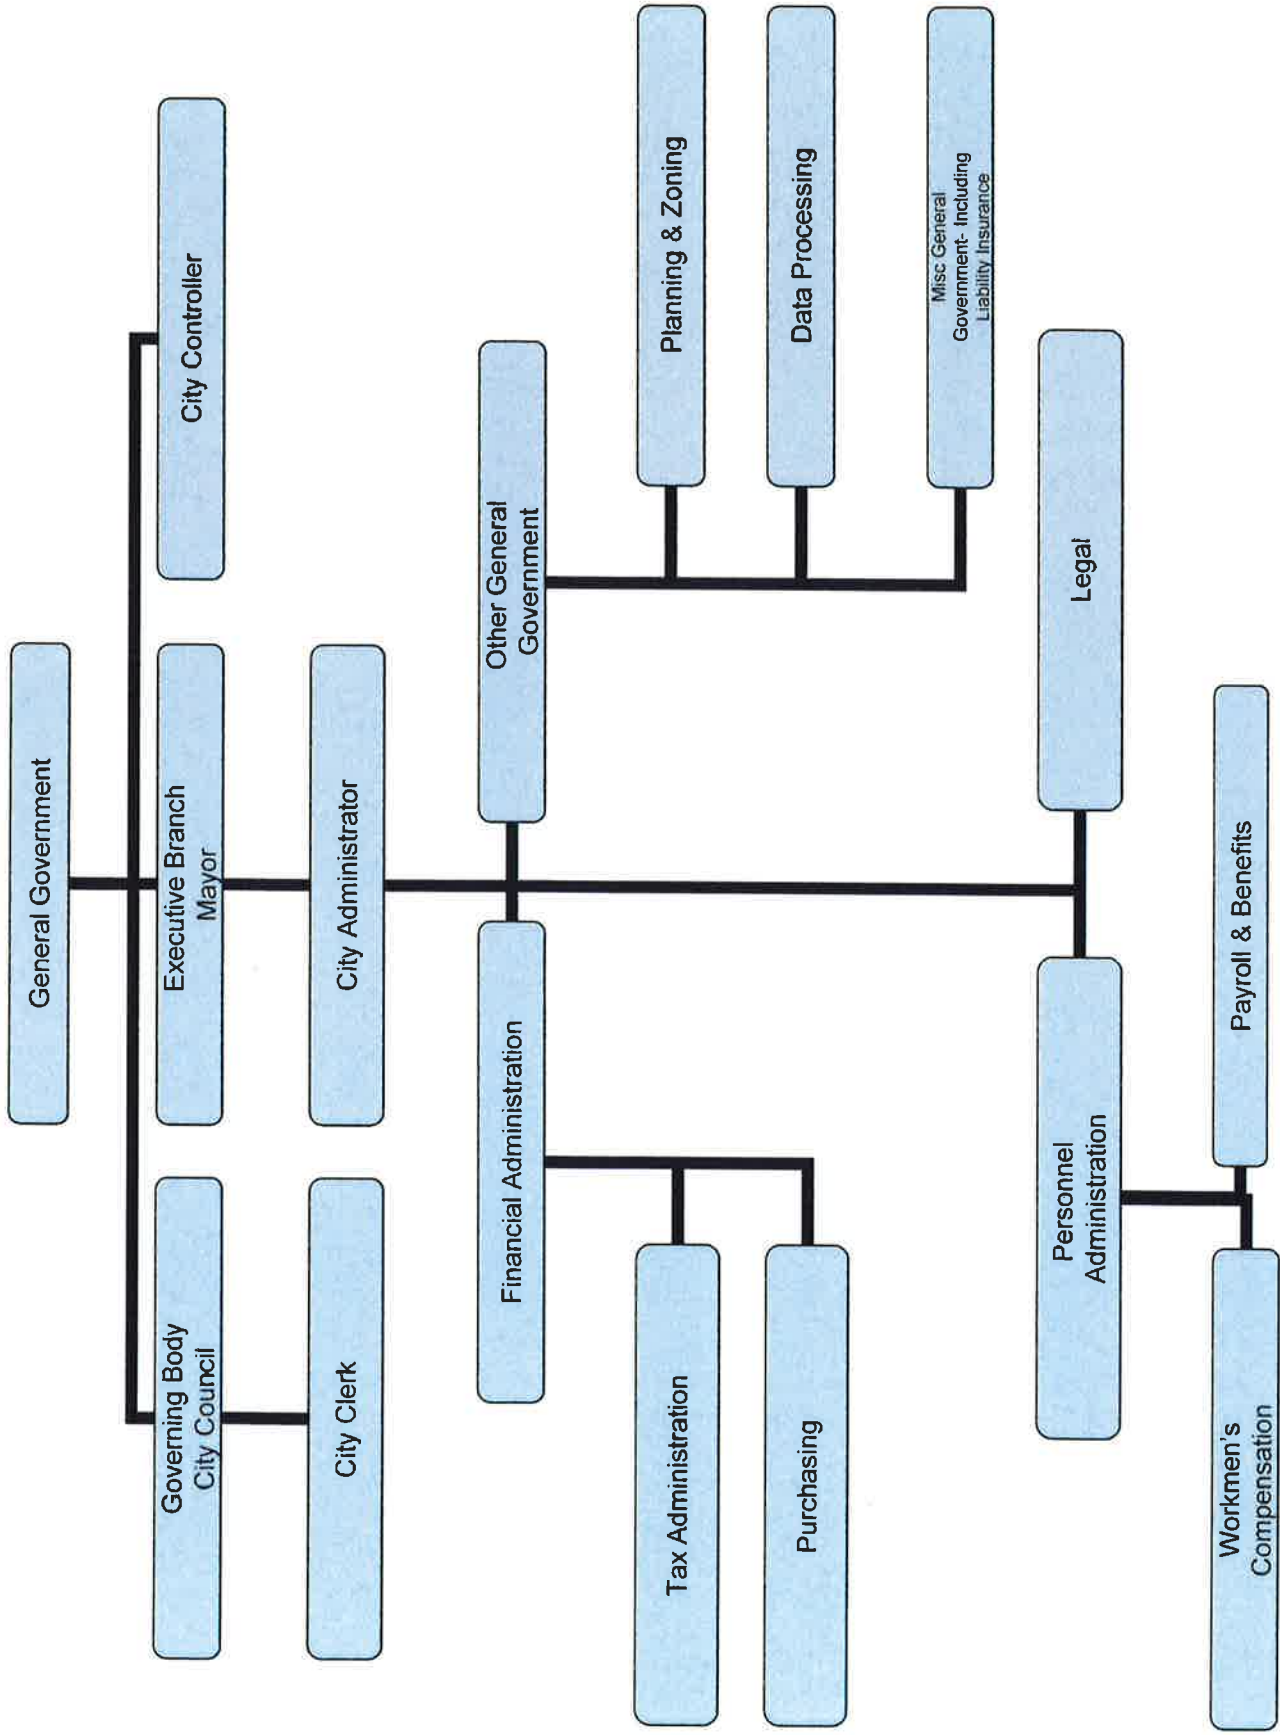 General Government
Governing Body
City Council
Executive Branch
Mayor
City Controller
City Clerk
City Administrator
Financial Administration
Other General
Government
Tax Administration
Planning & Zoning
Purchasing
Data Processing
Misc General
Government- Including
Liability Insurance
Personnel
Administration
Legal
Workmen's
Compensation
Payroll & Benefits